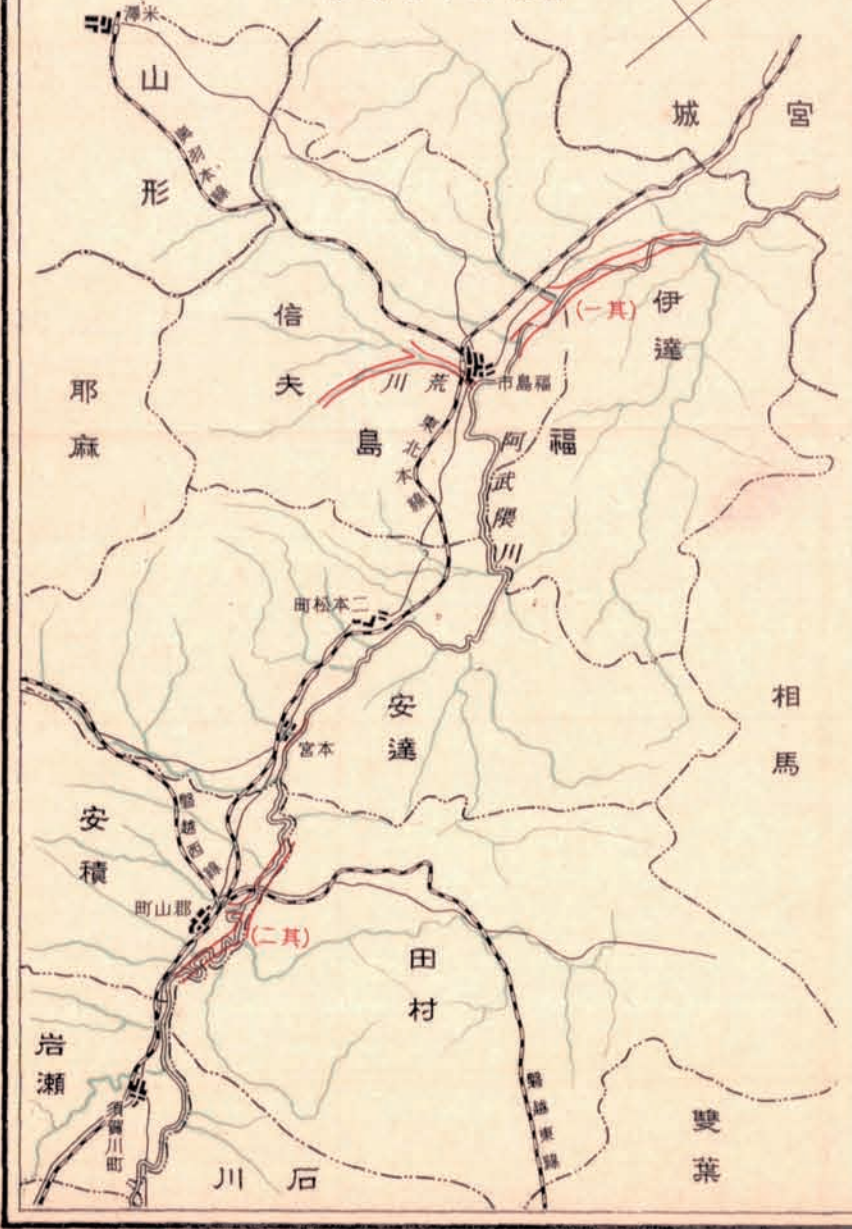 米澤
山形
奥羽本線
宮城
伊達
(其一)
信夫
荒川
福島市
福島
東北本線
阿武隈川
耶麻
二本松町
安達
相馬
本宮
安積
磐越西線
郡山町
(其二)
田村
岩瀬
須賀川町
磐越東線
雙葉
石川